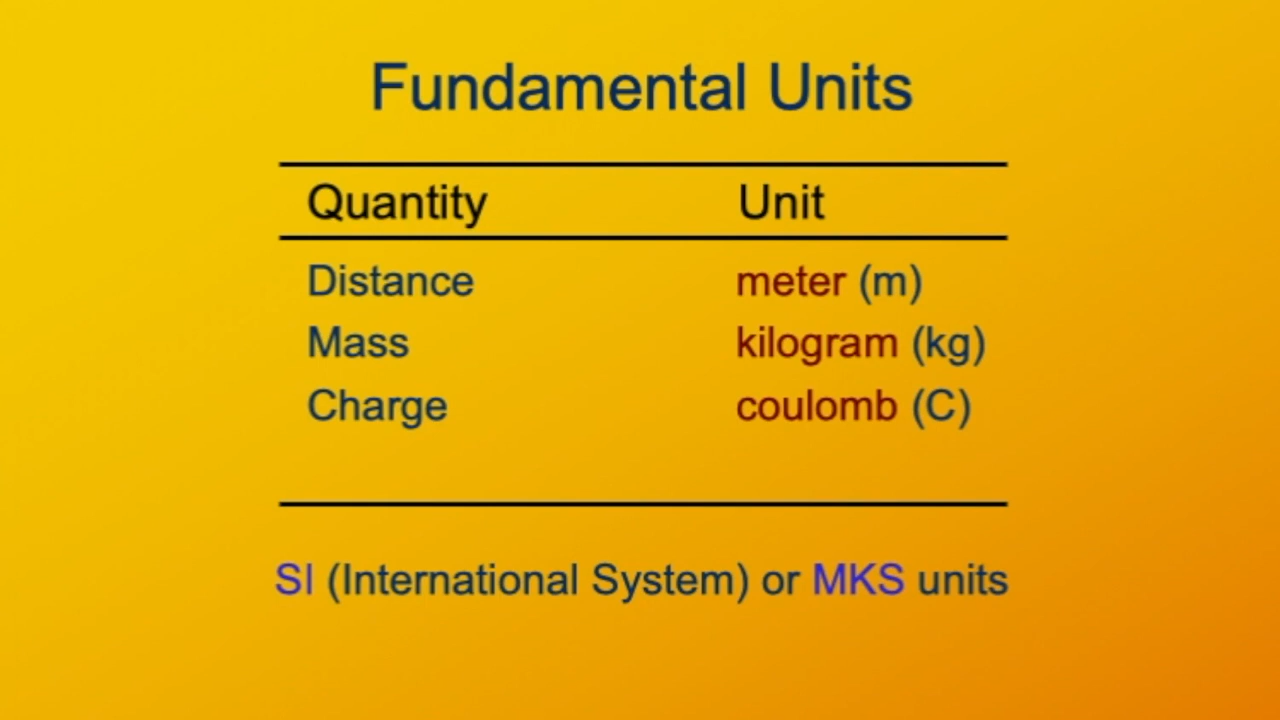 Fundamental Units
Quantity Unit
Distance meter (m)
Mass kilogram (kg)
Charge coulomb (C)
SI (International System) or MKS units